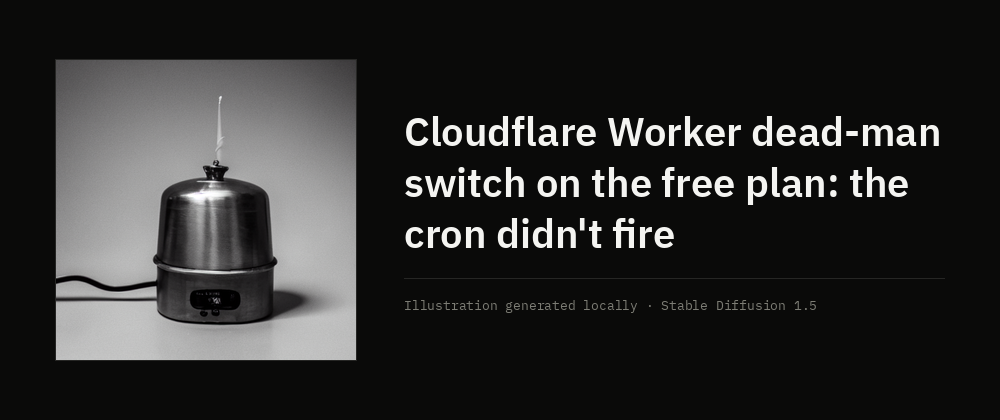 Cloudflare Worker dead-man
switch on the free plan: the
cron didn't fire
Illustration generated locally · Stable Diffusion 1.5